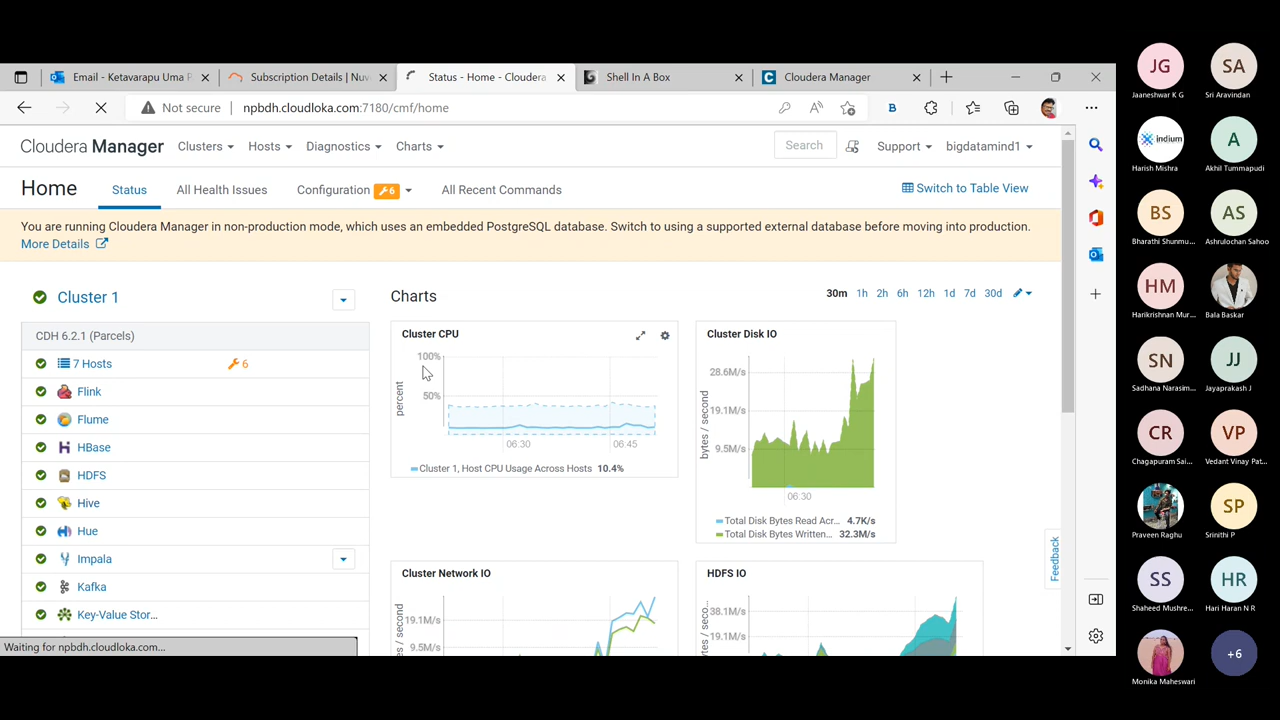 Email - Ketavarapu Uma P
Subscription Details | Nuv
Status - Home - Cloudera
Shell In A Box
Cloudera Manager
Not secure
npbdh.cloudloka.com:7180/cmf/home
Cloudera Manager
Clusters
Hosts
Diagnostics
Charts
Search
Support
bigdatamind1
Home
Status
All Health Issues
Configuration
6
All Recent Commands
Switch to Table View
You are running Cloudera Manager in non-production mode, which uses an embedded PostgreSQL database. Switch to using a supported external database before moving into production.
More Details
Cluster 1
CDH 6.2.1 (Parcels)
7 Hosts
6
Flink
Flume
HBase
HDFS
Hive
Hue
Impala
Kafka
Key-Value Stor...
Waiting for npbdh.cloudloka.com...
Charts
30m 1h 2h 6h 12h 1d 7d 30d
Cluster CPU
percent
100%
50%
06:30
06:45
Cluster 1, Host CPU Usage Across Hosts 10.4%
Cluster Disk IO
bytes / second
28.6M/s
19.1M/s
9.5M/s
06:30
Total Disk Bytes Read Acr... 4.7K/s
Total Disk Bytes Written... 32.3M/s
Cluster Network IO
/ second
19.1M/s
9.5M/s
HDFS IO
/ second
38.1M/s
19.1M/s
Feedback
JG
Jaaneshwar K G
SA
Sri Aravindan
indium
Harish Mishra
A
Akhil Tummapudi
BS
Bharathi Shunmu...
AS
Ashrulochan Sahoo
HM
Harikrishnan Mur...
Bala Baskar
SN
Sadhana Narasim...
JJ
Jayaprakash J
CR
Chagapuram Sai...
VP
Vedant Vinay Pat...
Praveen Raghu
SP
Srinithi P
SS
Shaheed Mushre...
HR
Hari Haran N R
Monika Maheswari
+6